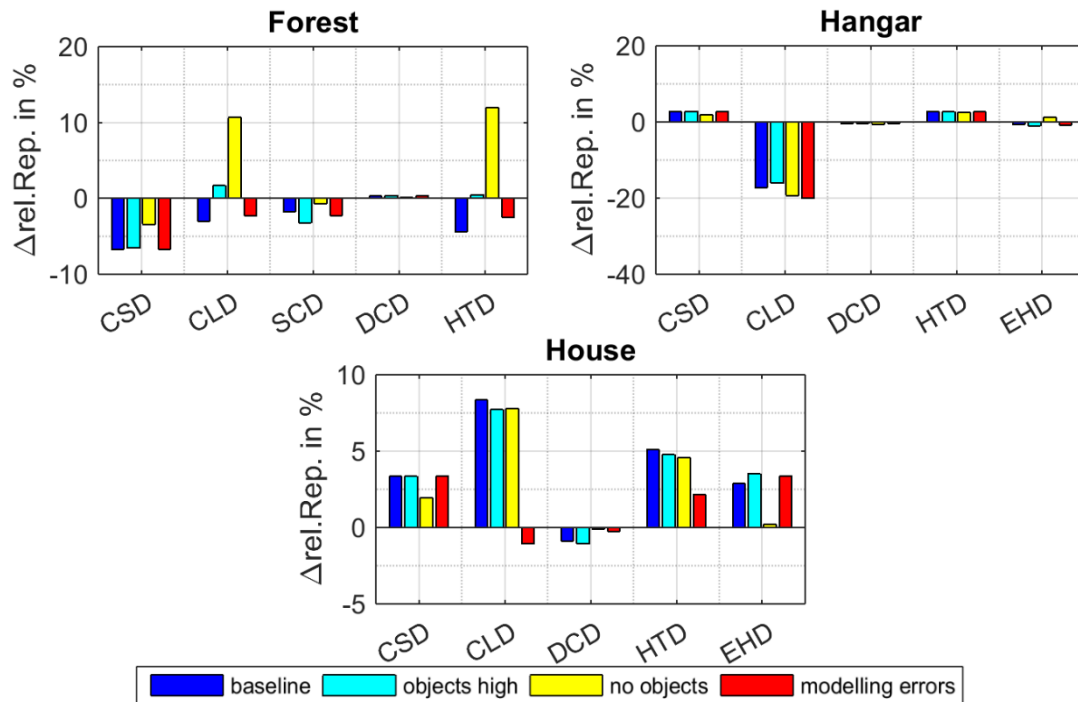 Forest
Δrel.Rep. in %
20
10
0
-10
CSD
CLD
SCD
DCD
HTD
Hangar
Δrel.Rep. in %
20
0
-20
-40
CSD
CLD
DCD
HTD
EHD
House
Δrel.Rep. in %
10
5
0
-5
CSD
CLD
DCD
HTD
EHD
baseline
objects high
no objects
modelling errors